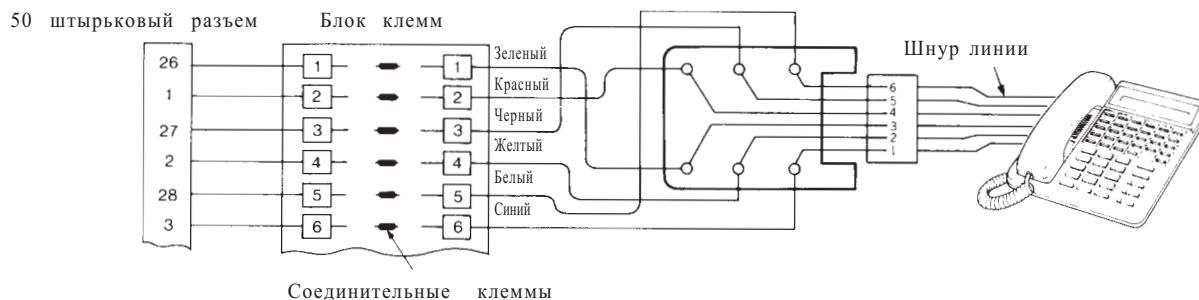 50 штырьковый разъем
Блок клемм
Шнур линии
26 1 1 Зеленый
1 2 2 Красный
27 3 3 Черный
2 4 4 Желтый
28 5 5 Белый
3 6 6 Синий
6
5
4
3
2
1
Соединительные клеммы